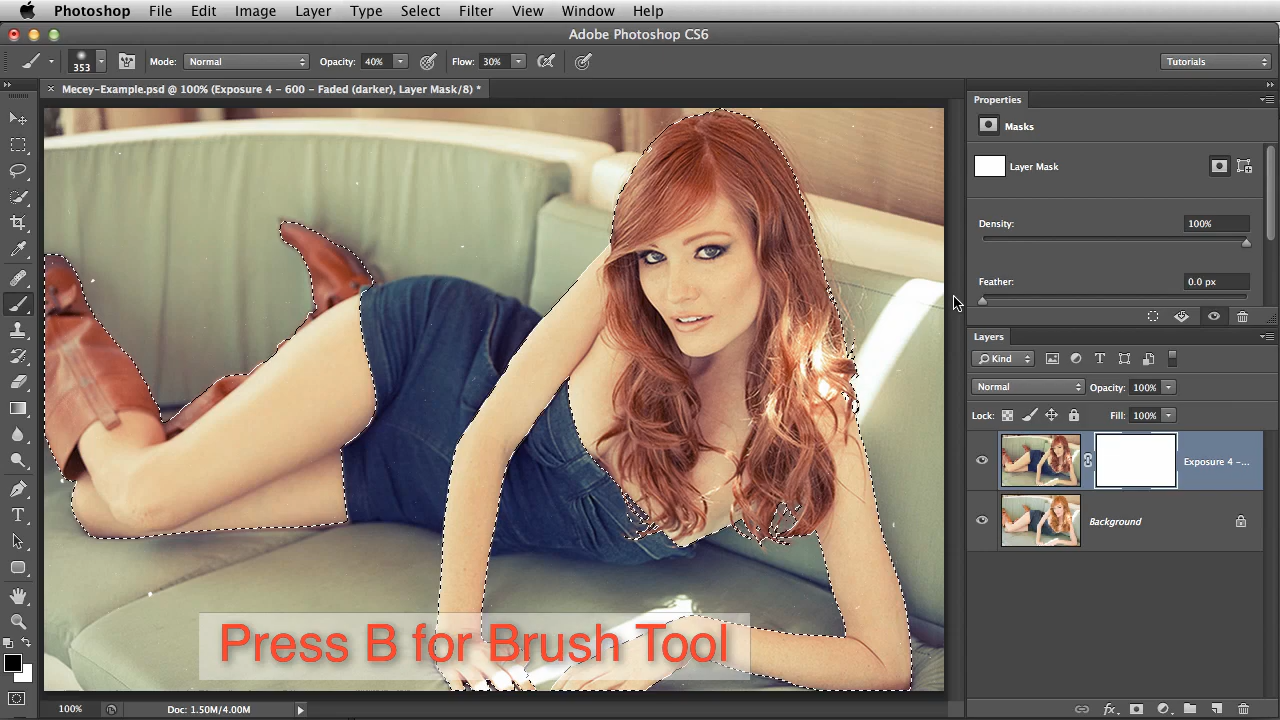 Photoshop File Edit Image Layer Type Select Filter View Window Help
Adobe Photoshop CS6
353 Mode: Normal Opacity: 40% Flow: 30% Tutorials
× Mecey-Example.psd @ 100% (Exposure 4 - 600 - Faded (darker), Layer Mask/8) *
Properties
Masks
Layer Mask
Density: 100%
Feather: 0.0 px
Layers
Kind
Normal Opacity: 100%
Lock: Fill: 100%
Exposure 4 -...
Background
Press B for Brush Tool
100% Doc: 1.50M/4.00M